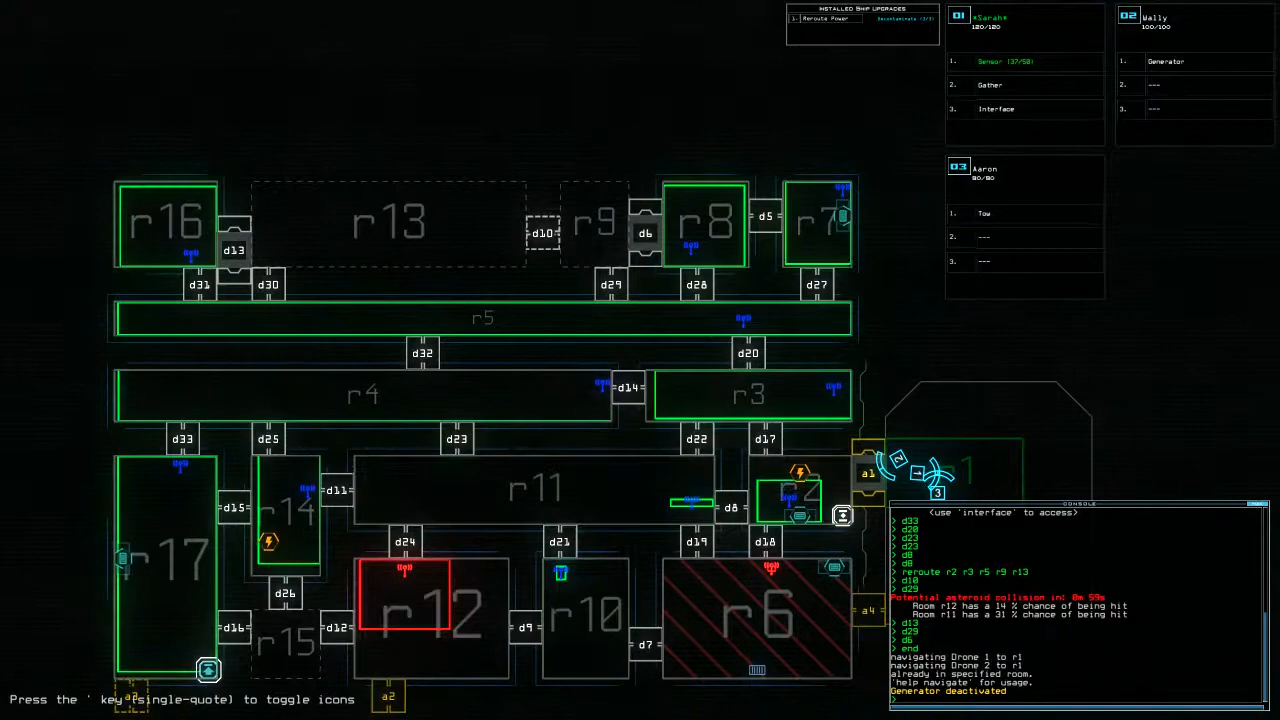 INSTALLED SHIP UPGRADES
1. Reroute Power Decontaminate (3/3)
01 *Sarah*
120/120
1. Sensor (37/50)
2. Gather
3. Interface
02 Wally
100/100
1. Generator
2. ---
3. ---
03 Aaron
90/90
1. Tow
2. ---
3. ---
r16
d13
r13
d10
r9
d6
r8
d5
r7
d31
d30
d29
d28
d27
r5
d32
d20
r4
d14
r3
d33
d25
d23
d22
d17
r17
d15
r14
d11
r11
d8
r2
a1
r1
2
1
3
d24
d21
d19
d18
d26
d16
r15
d12
r12
d9
r10
d7
r6
a4
a2
Press the ' key (single-quote) to toggle icons
CONSOLE
<use 'interface' to access>
> d33
> d20
> d23
> d23
> d8
> d8
> reroute r2 r3 r5 r9 r13
> d10
> d29
Potential asteroid collision in: 0m 59s
Room r12 has a 14 % chance of being hit
Room r11 has a 31 % chance of being hit
> d13
> d29
> d6
> end
navigating Drone 1 to r1
navigating Drone 2 to r1
already in specified room.
'help navigate' for usage.
Generator deactivated
>